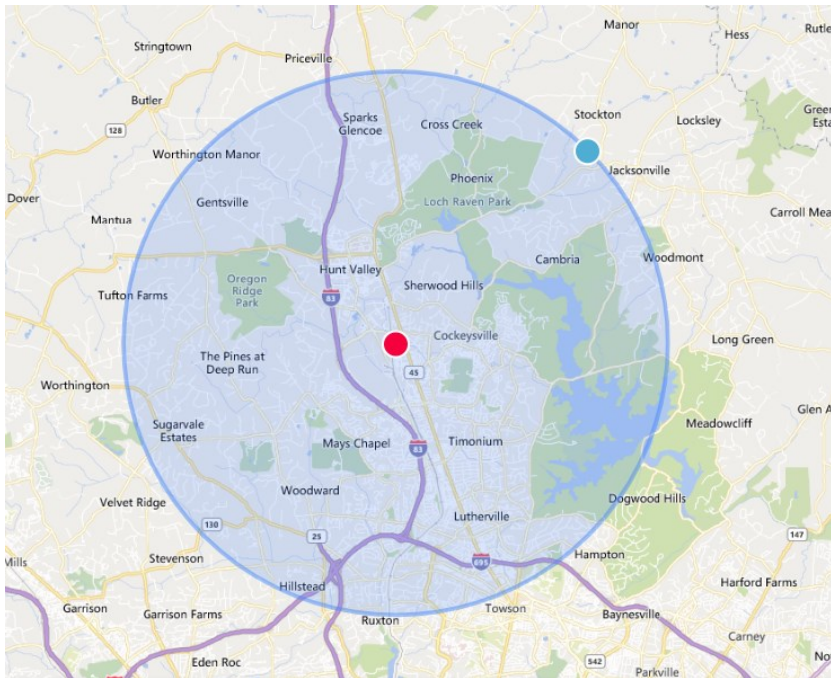 Manor
Hess
Rutle
Stringtown
Priceville
Butler
Sparks
Glencoe
Cross Creek
Stockton
Locksley
Green
Esta
128
Worthington Manor
Phoenix
Jacksonville
Dover
Gentsville
Loch Raven Park
Mantua
Carroll Mea
Hunt Valley
Cambria
Woodmont
Oregon
Ridge
Park
Sherwood Hills
Tufton Farms
83
Cockeysville
Long Green
The Pines at
Deep Run
45
Worthington
Glen A
Sugarvale
Estates
Mays Chapel
83
Timonium
Meadowcliff
Woodward
Dogwood Hills
Velvet Ridge
Lutherville
130
25
147
Stevenson
695
Hampton
Mills
Hillstead
Harford Farms
Garrison
Garrison Farms
Ruxton
Towson
Baynesville
Carney
Eden Roc
542
No
Parkville